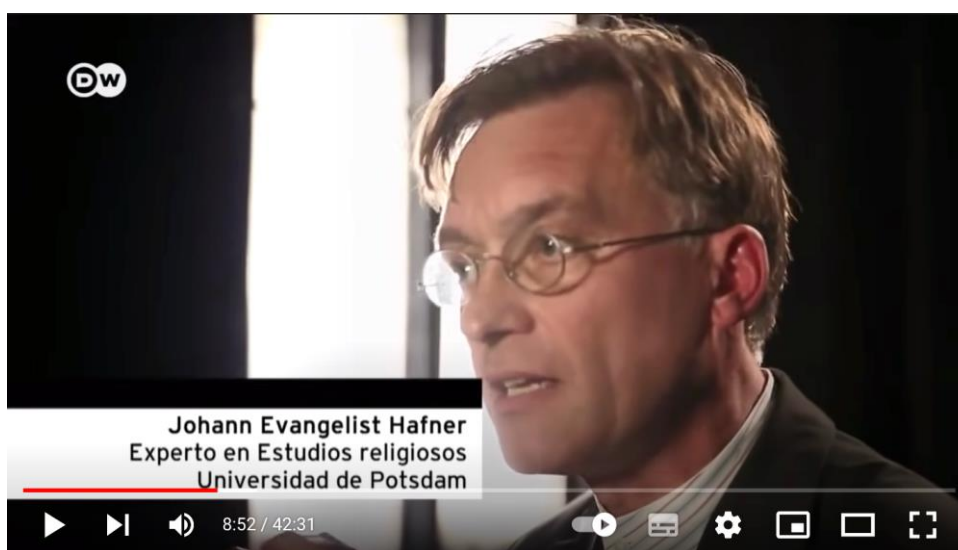 DW
Johann Evangelist Hafner
Experto en Estudios religiosos
Universidad de Potsdam
8:52 / 42:31